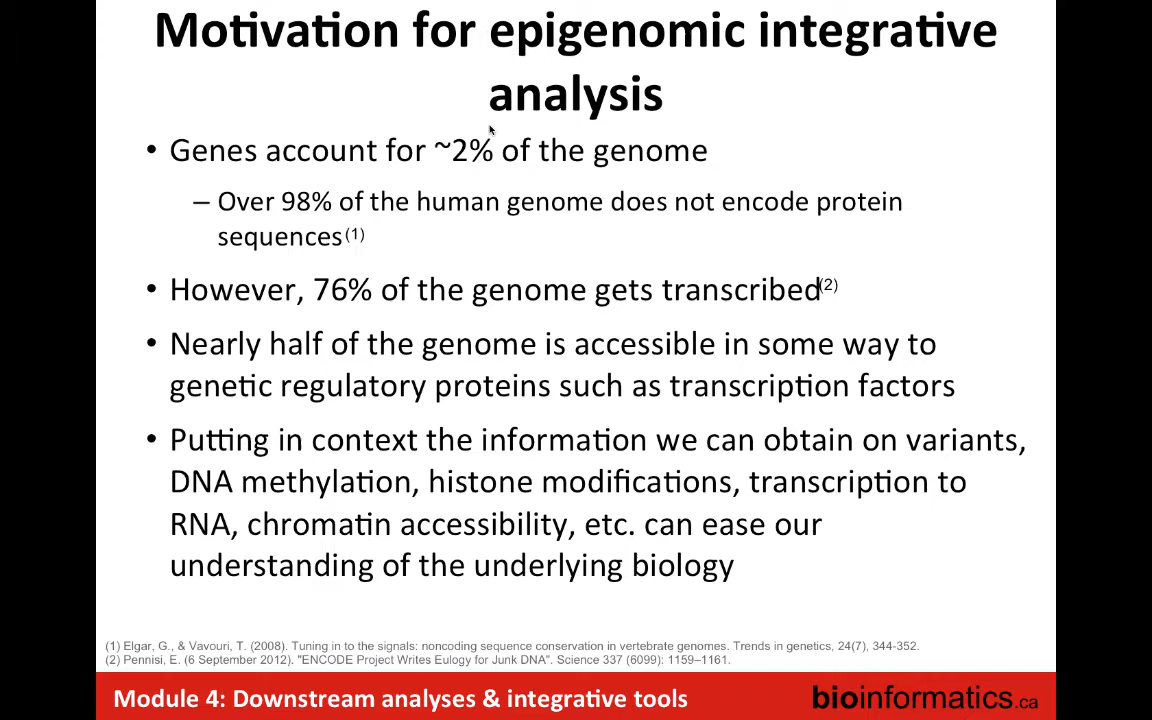 Motivation for epigenomic integrative
analysis
• Genes account for ~2% of the genome
– Over 98% of the human genome does not encode protein
sequences(1)
• However, 76% of the genome gets transcribed(2)
• Nearly half of the genome is accessible in some way to
genetic regulatory proteins such as transcription factors
• Putting in context the information we can obtain on variants,
DNA methylation, histone modifications, transcription to
RNA, chromatin accessibility, etc. can ease our
understanding of the underlying biology
(1) Elgar, G., & Vavouri, T. (2008). Tuning in to the signals: noncoding sequence conservation in vertebrate genomes. Trends in genetics, 24(7), 344-352.
(2) Pennisi, E. (6 September 2012). "ENCODE Project Writes Eulogy for Junk DNA". Science 337 (6099): 1159–1161.
Module 4: Downstream analyses & integrative tools
bioinformatics.ca